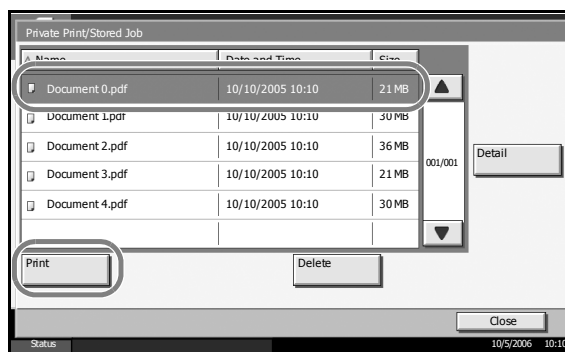 Private Print/Stored Job
Name Date and Time Size
Document 0.pdf 10/10/2005 10:10 21 MB
Document 1.pdf 10/10/2005 10:10 30 MB
Document 2.pdf 10/10/2005 10:10 36 MB
Document 3.pdf 10/10/2005 10:10 21 MB
Document 4.pdf 10/10/2005 10:10 30 MB
001/001
Detail
Print Delete
Close
Status 10/5/2006 10:10